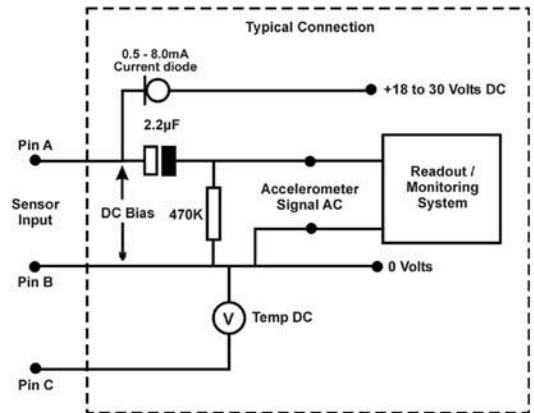 Typical Connection
0.5 - 8.0mA
Current diode
+18 to 30 Volts DC
2.2µF
Pin A
Sensor
Input
DC Bias
470K
Accelerometer
Signal AC
Readout /
Monitoring
System
Pin B
0 Volts
V
Temp DC
Pin C